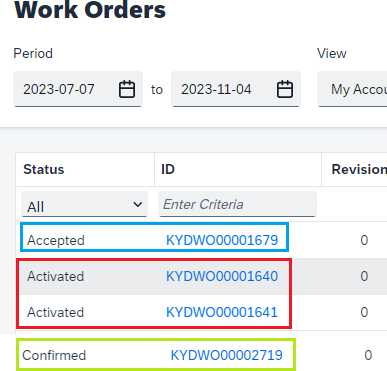 Work Orders
Period View
2023-07-07 to 2023-11-04 My Accou
Status ID Revision
All Enter Criteria
Accepted KYDWO00001679 0
Activated KYDWO00001640 0
Activated KYDWO00001641 0
Confirmed KYDWO00002719 0